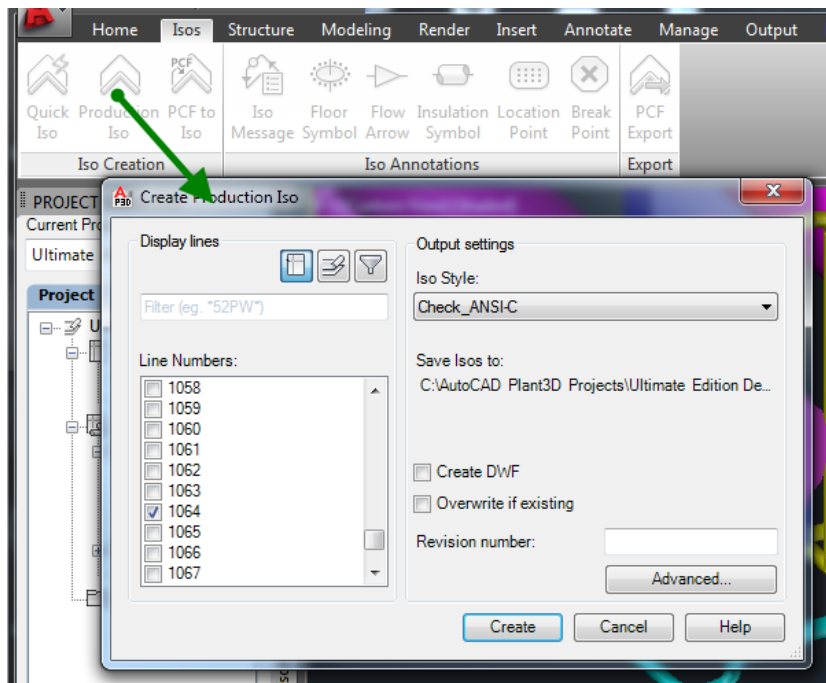 Home Isos Structure Modeling Render Insert Annotate Manage Output
Quick Iso
Production Iso
PCF to Iso
Iso Message
Floor Symbol
Flow Arrow
Insulation Symbol
Location Point
Break Point
PCF Export
Iso Creation
Iso Annotations
Export
PROJECT
Current Pro
Ultimate
Project
U
A P3D Create Production Iso
Display lines
Filter (eg. "52PW")
Line Numbers:
1058
1059
1060
1061
1062
1063
1064
1065
1066
1067
Output settings
Iso Style:
Check_ANSI-C
Save Isos to:
C:\AutoCAD Plant3D Projects\Ultimate Edition De...
Create DWF
Overwrite if existing
Revision number:
Advanced...
Create Cancel Help